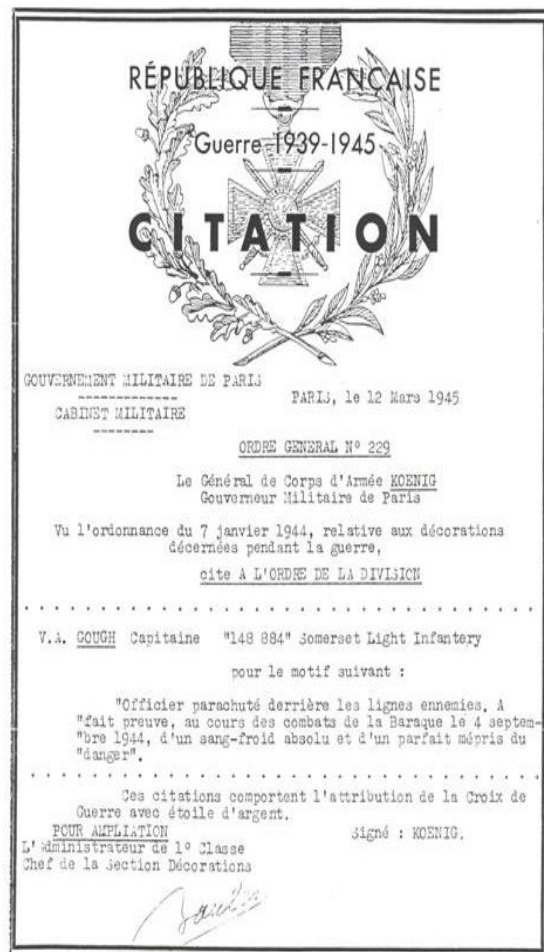 RÉPUBLIQUE FRANÇAISE
Guerre 1939-1945
CITATION
GOUVERNEMENT MILITAIRE DE PARIS
CABINET MILITAIRE
PARIS, le 12 Mars 1945
ORDRE GENERAL Nº 229
Le Général de Corps d'Armée KOENIG
Gouverneur Militaire de Paris
Vu l'ordonnance du 7 janvier 1944, relative aux décorations
décernées pendant la guerre,
cite A L'ORDRE DE LA DIVISION
V.A. GOUGH Capitaine "148 884" Somerset Light Infantery
pour le motif suivant :
"Officier parachuté derrière les lignes ennemies. A
"fait preuve, au cours des combats de la Baraque le 4 septem-
"bre 1944, d'un sang-froid absolu et d'un parfait mépris du
"danger".
Ces citations comportent l'attribution de la Croix de
Guerre avec étoile d'argent.
POUR AMPLIATION Signé : KOENIG.
L'Administrateur de 1º Classe
Chef de la Section Décorations